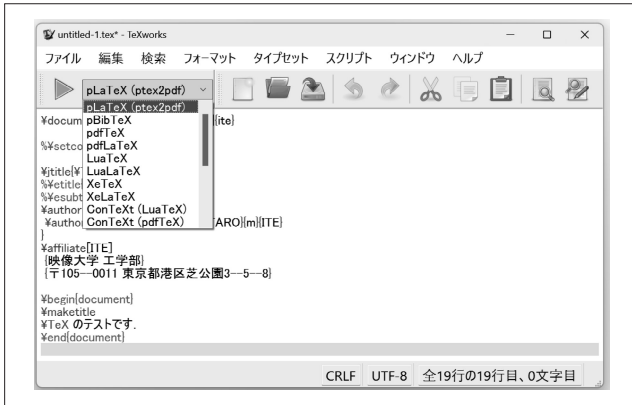 untitled-1.tex* - TeXworks
ファイル 編集 検索 フォーマット タイプセット スクリプト ウィンドウ ヘルプ
pLaTeX (ptex2pdf)
pLaTeX (ptex2pdf)
pBibTeX
pdfTeX
pdfLaTeX
LuaTeX
LuaLaTeX
XeTeX
XeLaTeX
ConTeXt (LuaTeX)
ConTeXt (pdfTeX)
¥docum
{ite}
%¥setco
¥jtitle{¥
%¥etitle
%¥esubt
¥author
¥autho
TARO}{m}{ITE}
}
¥affiliate[ITE]
{映像大学 工学部}
{〒105--0011 東京都港区芝公園3--5--8}
¥begin{document}
¥maketitle
¥TeX のテストです.
¥end{document}
CRLF UTF-8 全19行の19行目、0文字目